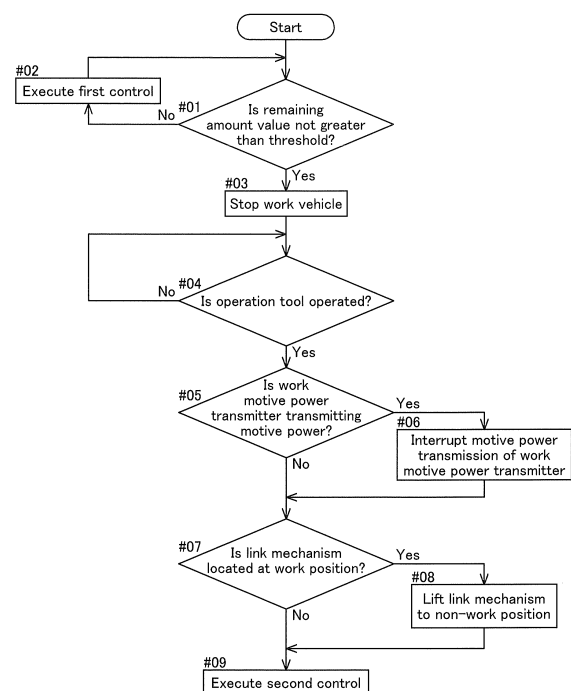 Start
#02
Execute first control
No
#01
Is remaining
amount value not greater
than threshold?
Yes
#03
Stop work vehicle
#04
No
Is operation tool operated?
Yes
#05
Is work
motive power
transmitter transmitting
motive power?
Yes
#06
Interrupt motive power
transmission of work
motive power transmitter
No
#07
Is link mechanism
located at work position?
Yes
#08
Lift link mechanism
to non-work position
No
#09
Execute second control